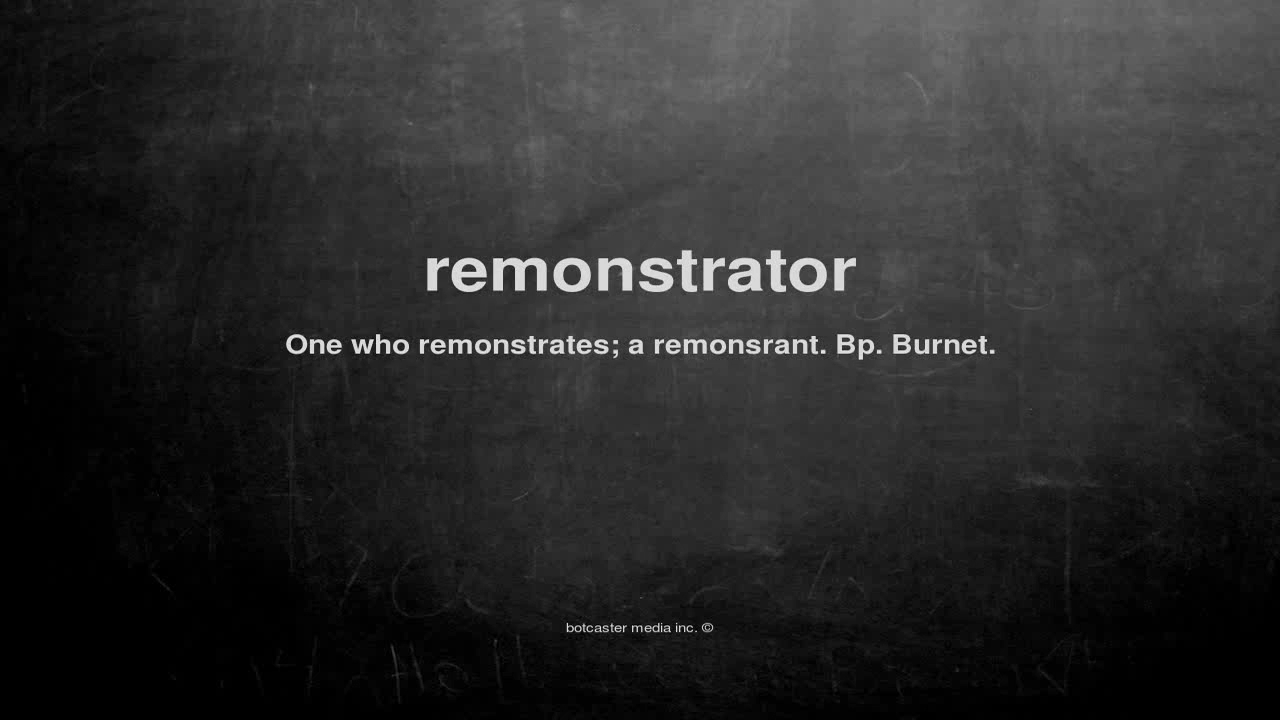 remonstrator
One who remonstrates; a remonsrant. Bp. Burnet.
botcaster media inc. ©